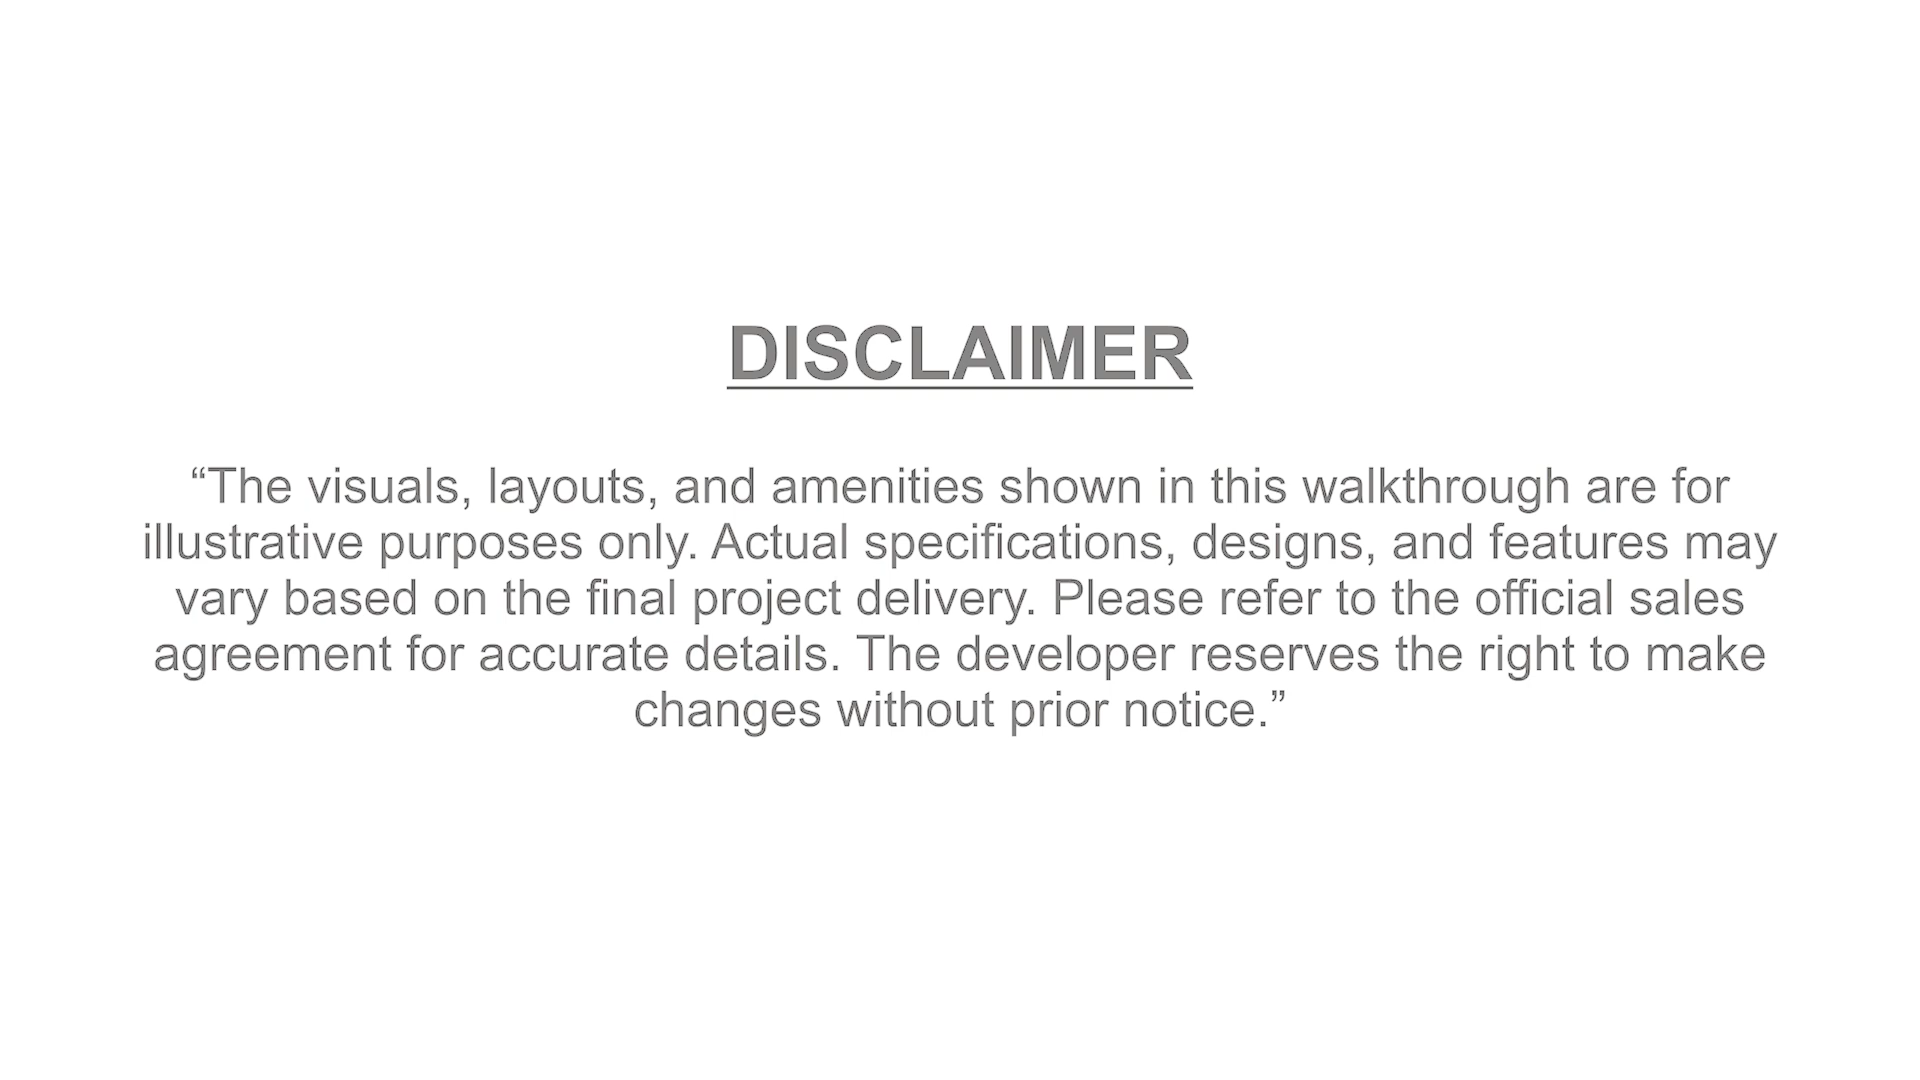 DISCLAIMER
“The visuals, layouts, and amenities shown in this walkthrough are for
illustrative purposes only. Actual specifications, designs, and features may
vary based on the final project delivery. Please refer to the official sales
agreement for accurate details. The developer reserves the right to make
changes without prior notice.”